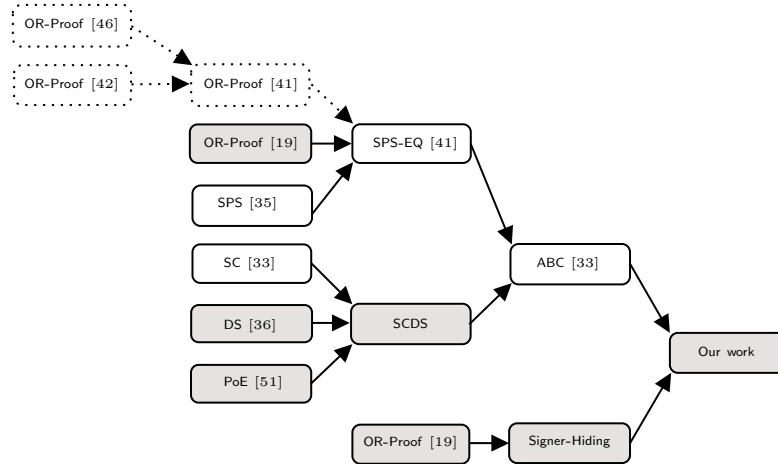 OR-Proof [46]
OR-Proof [42]
OR-Proof [41]
OR-Proof [19]
SPS-EQ [41]
SPS [35]
SC [33]
ABC [33]
DS [36]
SCDS
Our work
PoE [51]
OR-Proof [19]
Signer-Hiding